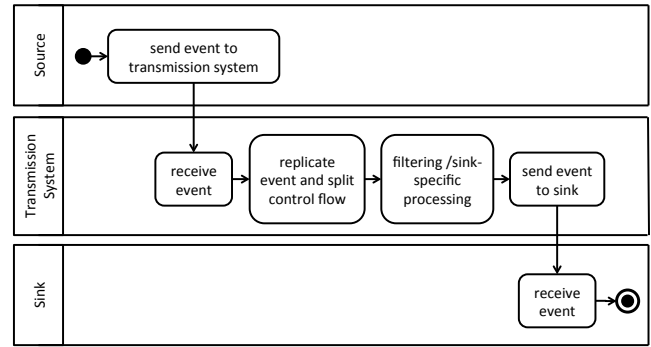 Source
send event to
transmission system
Transmission
System
receive
event
replicate
event and split
control flow
filtering /sink-
specific
processing
send event
to sink
Sink
receive
event